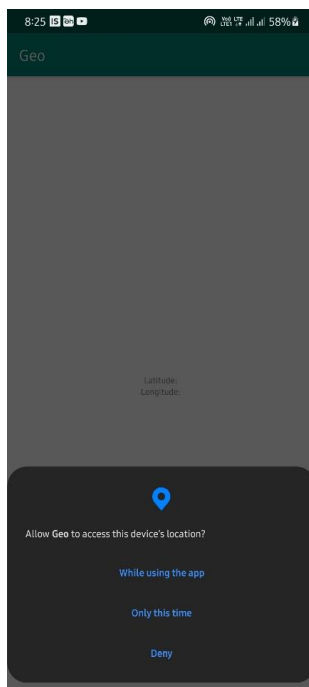 8:25 58%
Geo
Latitude:
Longitude:
Allow Geo to access this device's location?
While using the app
Only this time
Deny